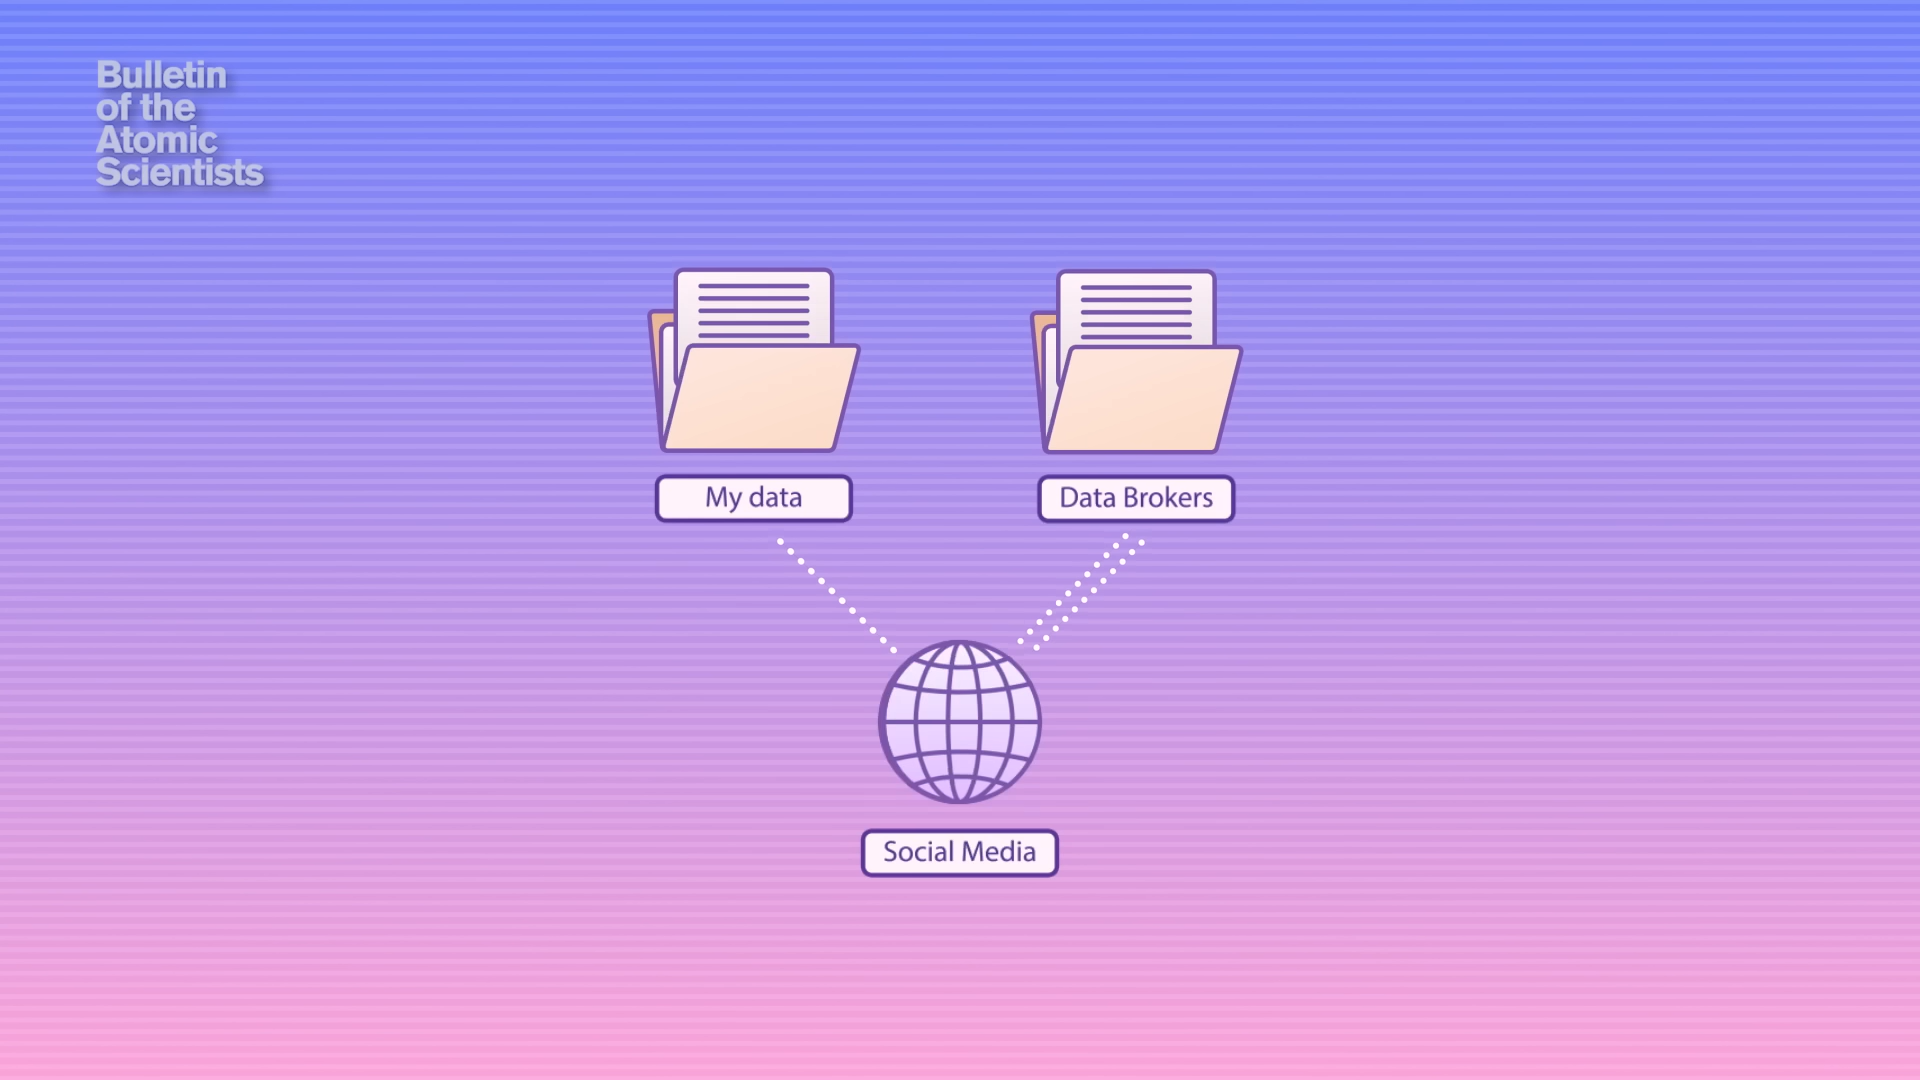 Bulletin
of the
Atomic
Scientists
My data
Data Brokers
Social Media